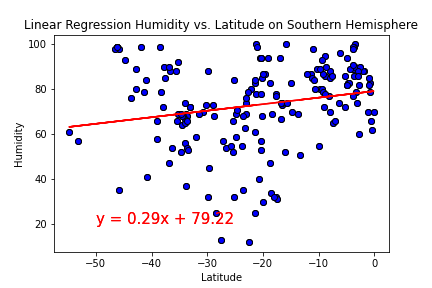 Linear Regression Humidity vs. Latitude on Southern Hemisphere
100
80
60
40
20
Humidity
y = 0.29x + 79.22
−50 −40 −30 −20 −10 0
Latitude